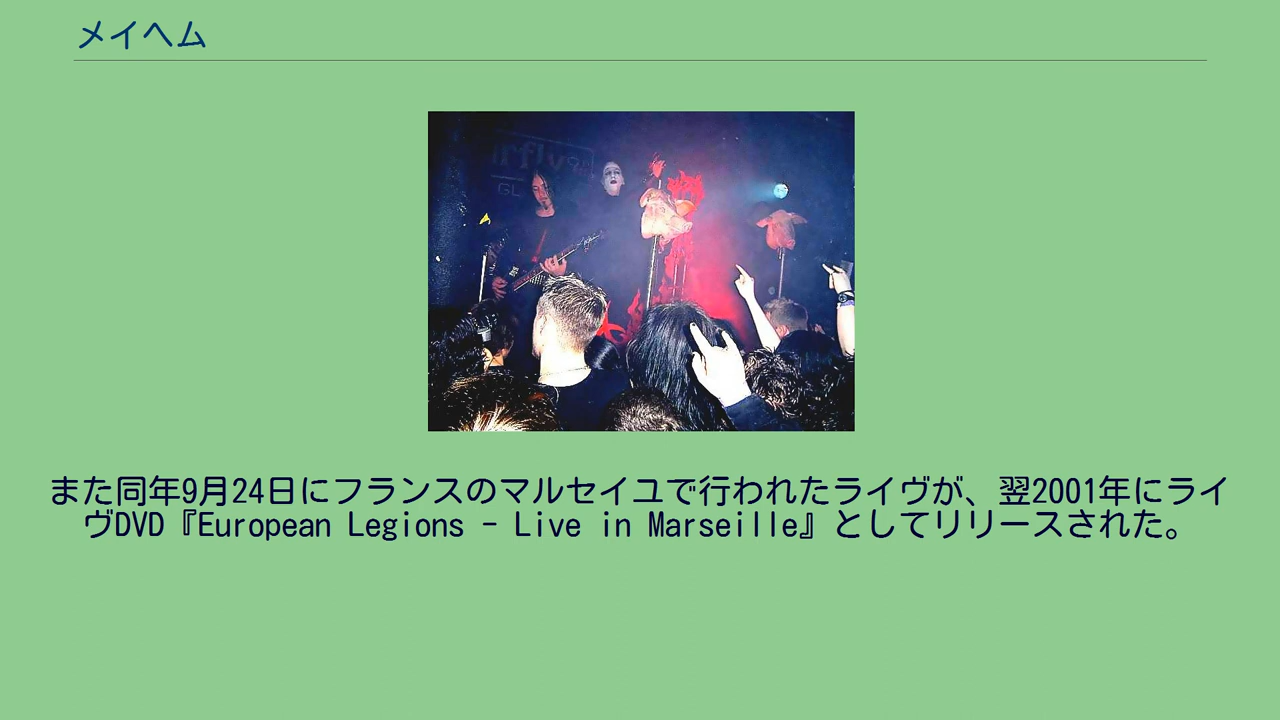 メイヘム
また同年9月24日にフランスのマルセイユで行われたライヴが、翌2001年にライ
ヴDVD『European Legions - Live in Marseille』としてリリースされた。